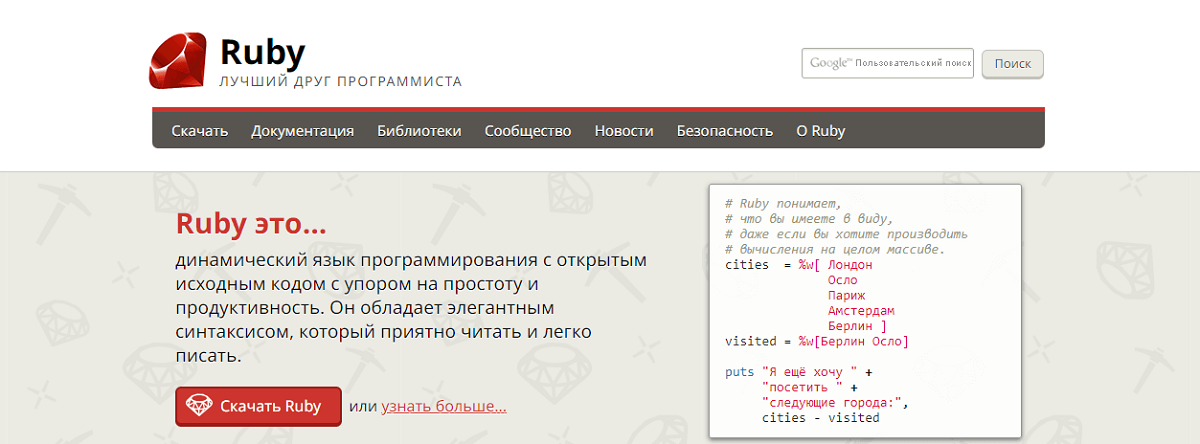 Ruby
ЛУЧШИЙ ДРУГ ПРОГРАММИСТА
Google™ Пользовательский поиск
Поиск
Скачать Документация Библиотеки Сообщество Новости Безопасность О Ruby
Ruby это...
динамический язык программирования с открытым
исходным кодом с упором на простоту и
продуктивность. Он обладает элегантным
синтаксисом, который приятно читать и легко
писать.
Скачать Ruby
или узнать больше...
# Ruby понимает,
# что вы имеете в виду,
# даже если вы хотите производить
# вычисления на целом массиве.
cities  = %w[ Лондон
Осло
Париж
Амстердам
Берлин ]
visited = %w[Берлин Осло]
puts "Я ещё хочу " +
"посетить " +
"следующие города:",
cities - visited